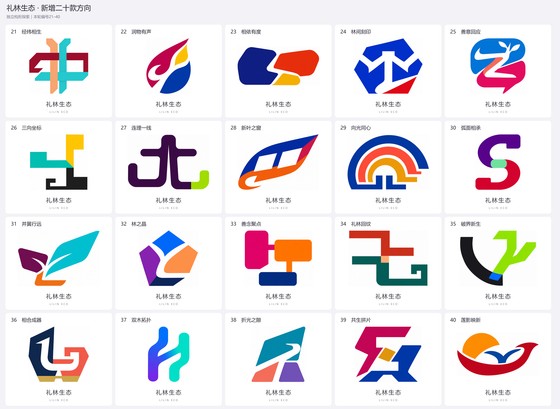 礼林生态 · 新增二十款方向
21 经纬相生
22 润物有声
23 相依有度
24 林间刻印
25 善意回应
礼林生态
礼林生态
礼林生态
礼林生态
礼林生态
26 三向坐标
27 连理一线
28 新叶之窗
29 向光同心
30 弧面相承
礼林生态
礼林生态
礼林生态
礼林生态
礼林生态
31 并翼行远
32 林之晶
33 善念聚点
34 礼林回纹
35 破界新生
礼林生态
礼林生态
礼林生态
礼林生态
礼林生态
36 相合成器
37 双木拓扑
38 折光之窗
39 共生拼片
40 莲影映新
礼林生态
礼林生态
礼林生态
礼林生态
礼林生态